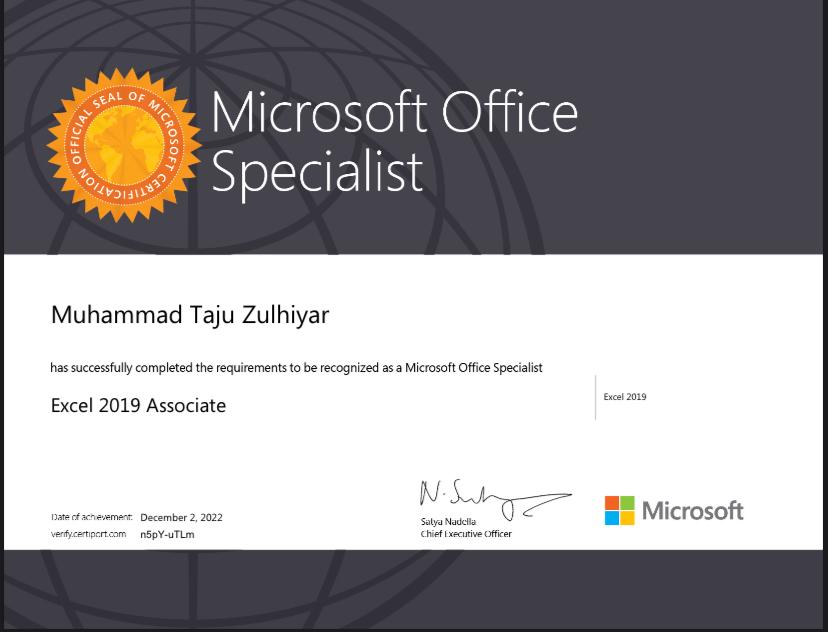 OFFICIAL SEAL OF MICROSOFT CERTIFICATION
Microsoft Office
Specialist
Muhammad Taju Zulhiyar
has successfully completed the requirements to be recognized as a Microsoft Office Specialist
Excel 2019 Associate
Excel 2019
Date of achievement: December 2, 2022
verify.certiport.com n5pY-uTLm
Satya Nadella
Chief Executive Officer
Microsoft